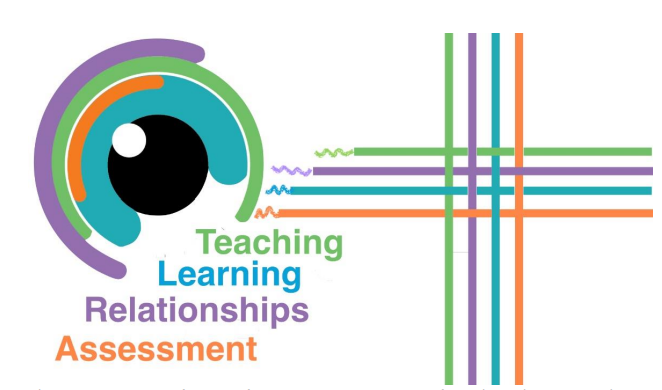 Teaching
Learning
Relationships
Assessment